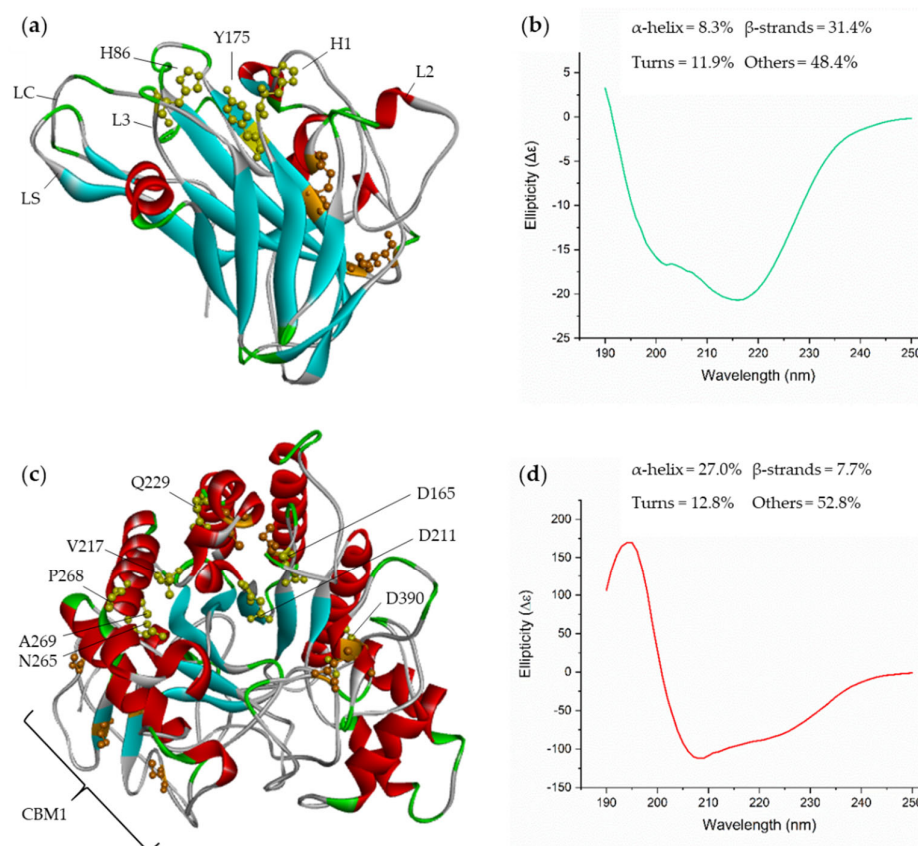 (a)
Y175
H86
H1
LC
L3
L2
LS
(b)
α-helix = 8.3% β-strands = 31.4%
Turns = 11.9% Others = 48.4%
5
0
-5
-10
-15
-20
-25
Ellipticity (Δε)
190 200 210 220 230 240 250
Wavelength (nm)
(c)
Q229
D165
V217
D211
P268
D390
A269
N265
CBM1
(d)
α-helix = 27.0% β-strands = 7.7%
Turns = 12.8% Others = 52.8%
200
150
100
50
0
-50
-100
-150
Ellipticity (Δε)
190 200 210 220 230 240 250
Wavelength (nm)